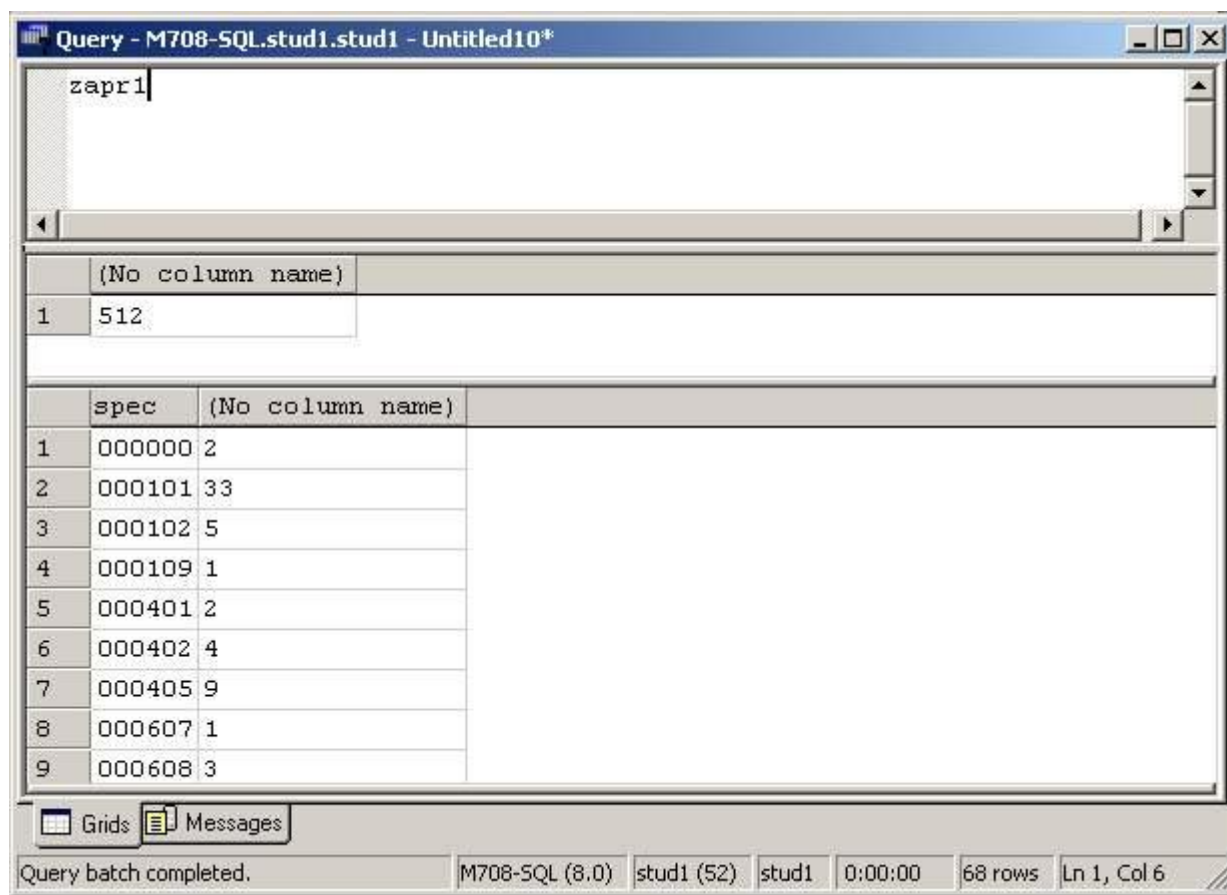 Query - M708-SQL.stud1.stud1 - Untitled10*
zapr1
(No column name)
1 512
spec (No column name)
1 000000 2
2 000101 33
3 000102 5
4 000109 1
5 000401 2
6 000402 4
7 000405 9
8 000607 1
9 000608 3
Grids Messages
Query batch completed. M708-SQL (8.0) stud1 (52) stud1 0:00:00 68 rows Ln 1, Col 6